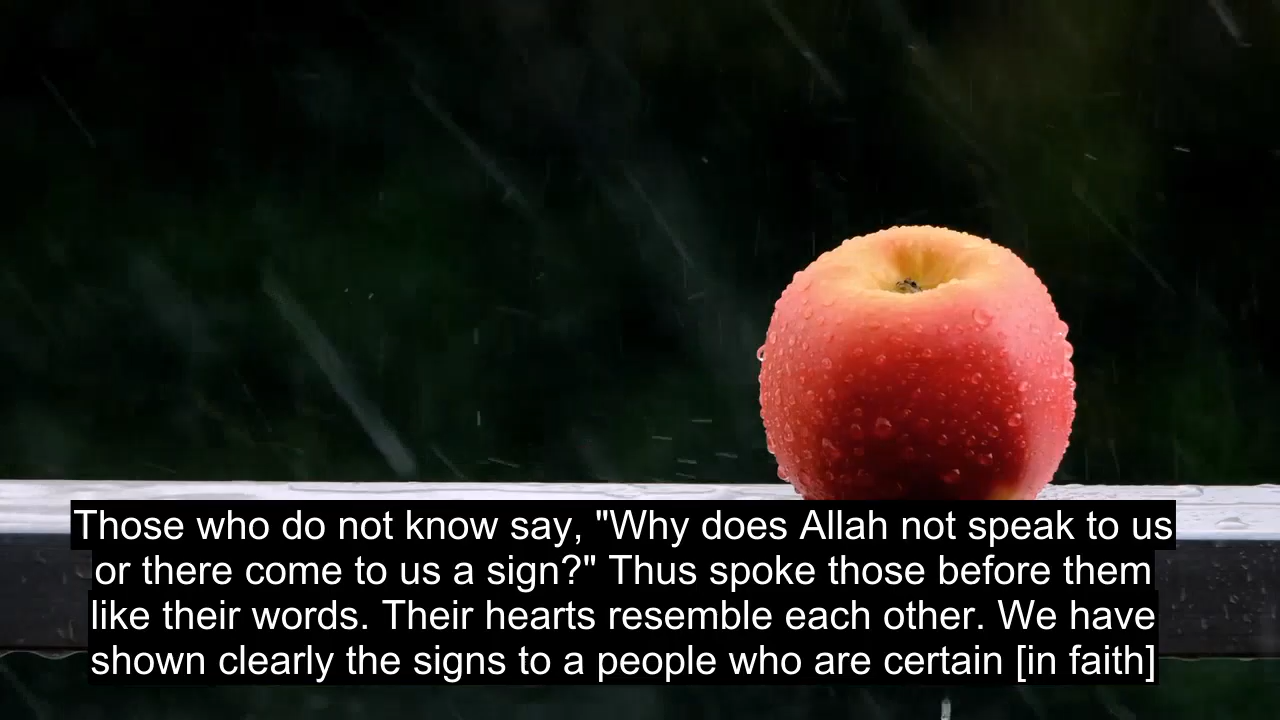 Those who do not know say, "Why does Allah not speak to us
or there come to us a sign?" Thus spoke those before them
like their words. Their hearts resemble each other. We have
shown clearly the signs to a people who are certain [in faith]